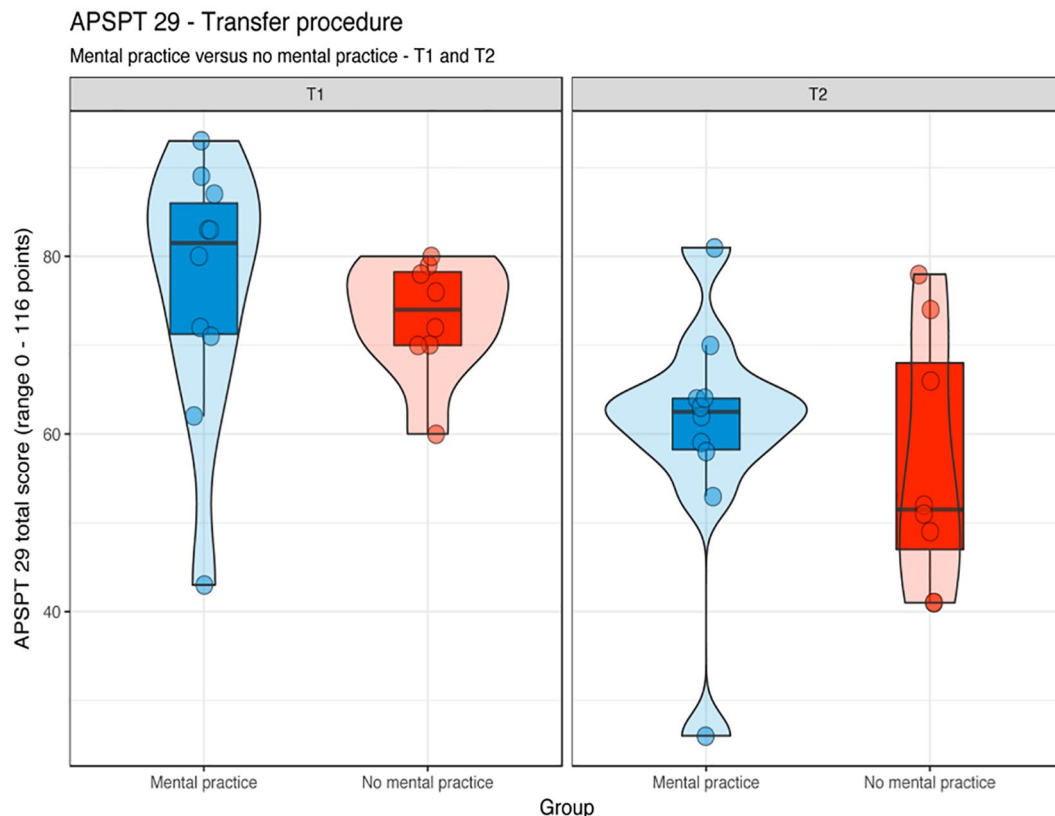 APSPT 29 - Transfer procedure
Mental practice versus no mental practice - T1 and T2
T1
T2
APSPT 29 total score (range 0 - 116 points)
80
60
40
Mental practice
No mental practice
Mental practice
No mental practice
Group